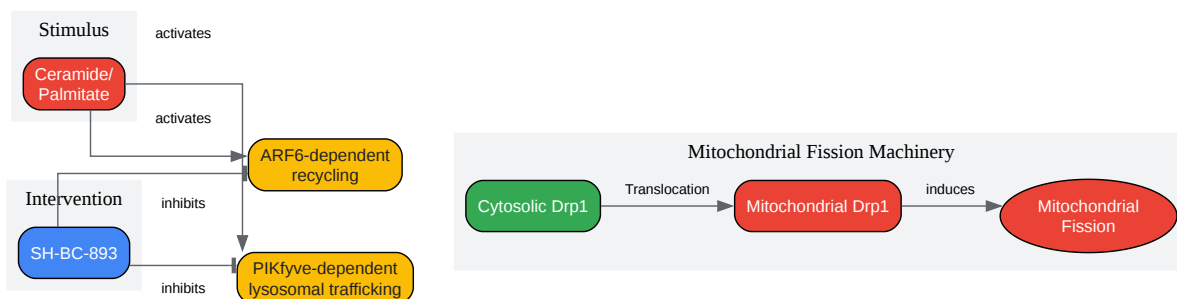 Stimulus
activates
Ceramide/
Palmitate
activates
ARF6-dependent
recycling
Intervention
inhibits
SH-BC-893
PIKfyve-dependent
lysosomal trafficking
inhibits
Mitochondrial Fission Machinery
Cytosolic Drp1
Translocation
Mitochondrial Drp1
induces
Mitochondrial
Fission